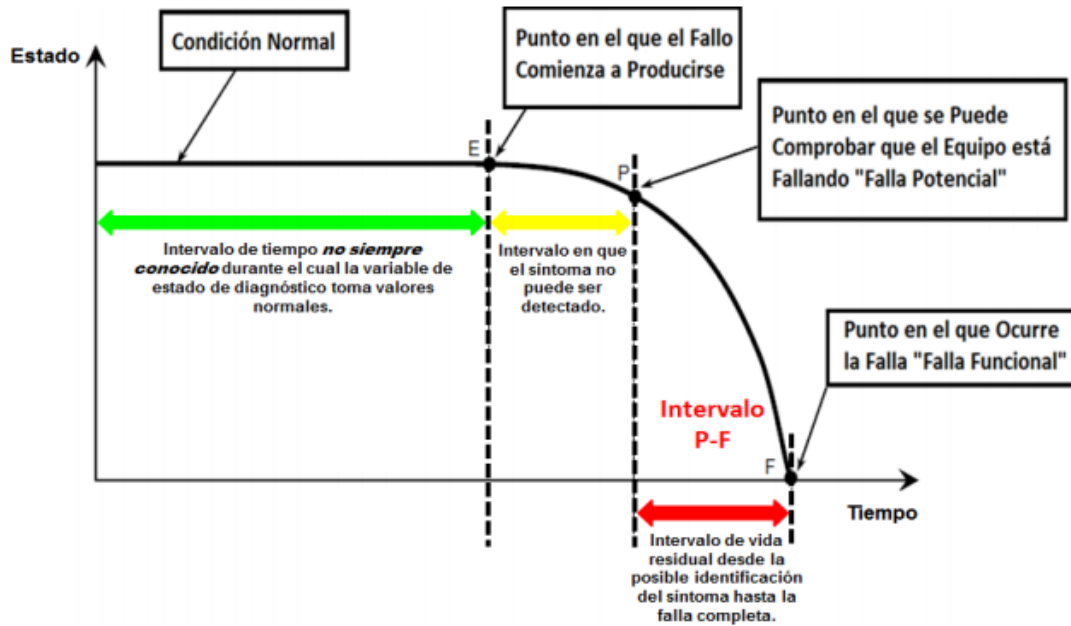 Estado
Condición Normal
Punto en el que el Fallo
Comienza a Producirse
Punto en el que se Puede
Comprobar que el Equipo está
Fallando "Falla Potencial"
E
P
Intervalo de tiempo no siempre
conocido durante el cual la variable de
estado de diagnóstico toma valores
normales.
Intervalo en que
el síntoma no
puede ser
detectado.
Punto en el que Ocurre
la Falla "Falla Funcional"
Intervalo
P-F
F
Tiempo
Intervalo de vida
residual desde la
posible identificación
del síntoma hasta la
falla completa.